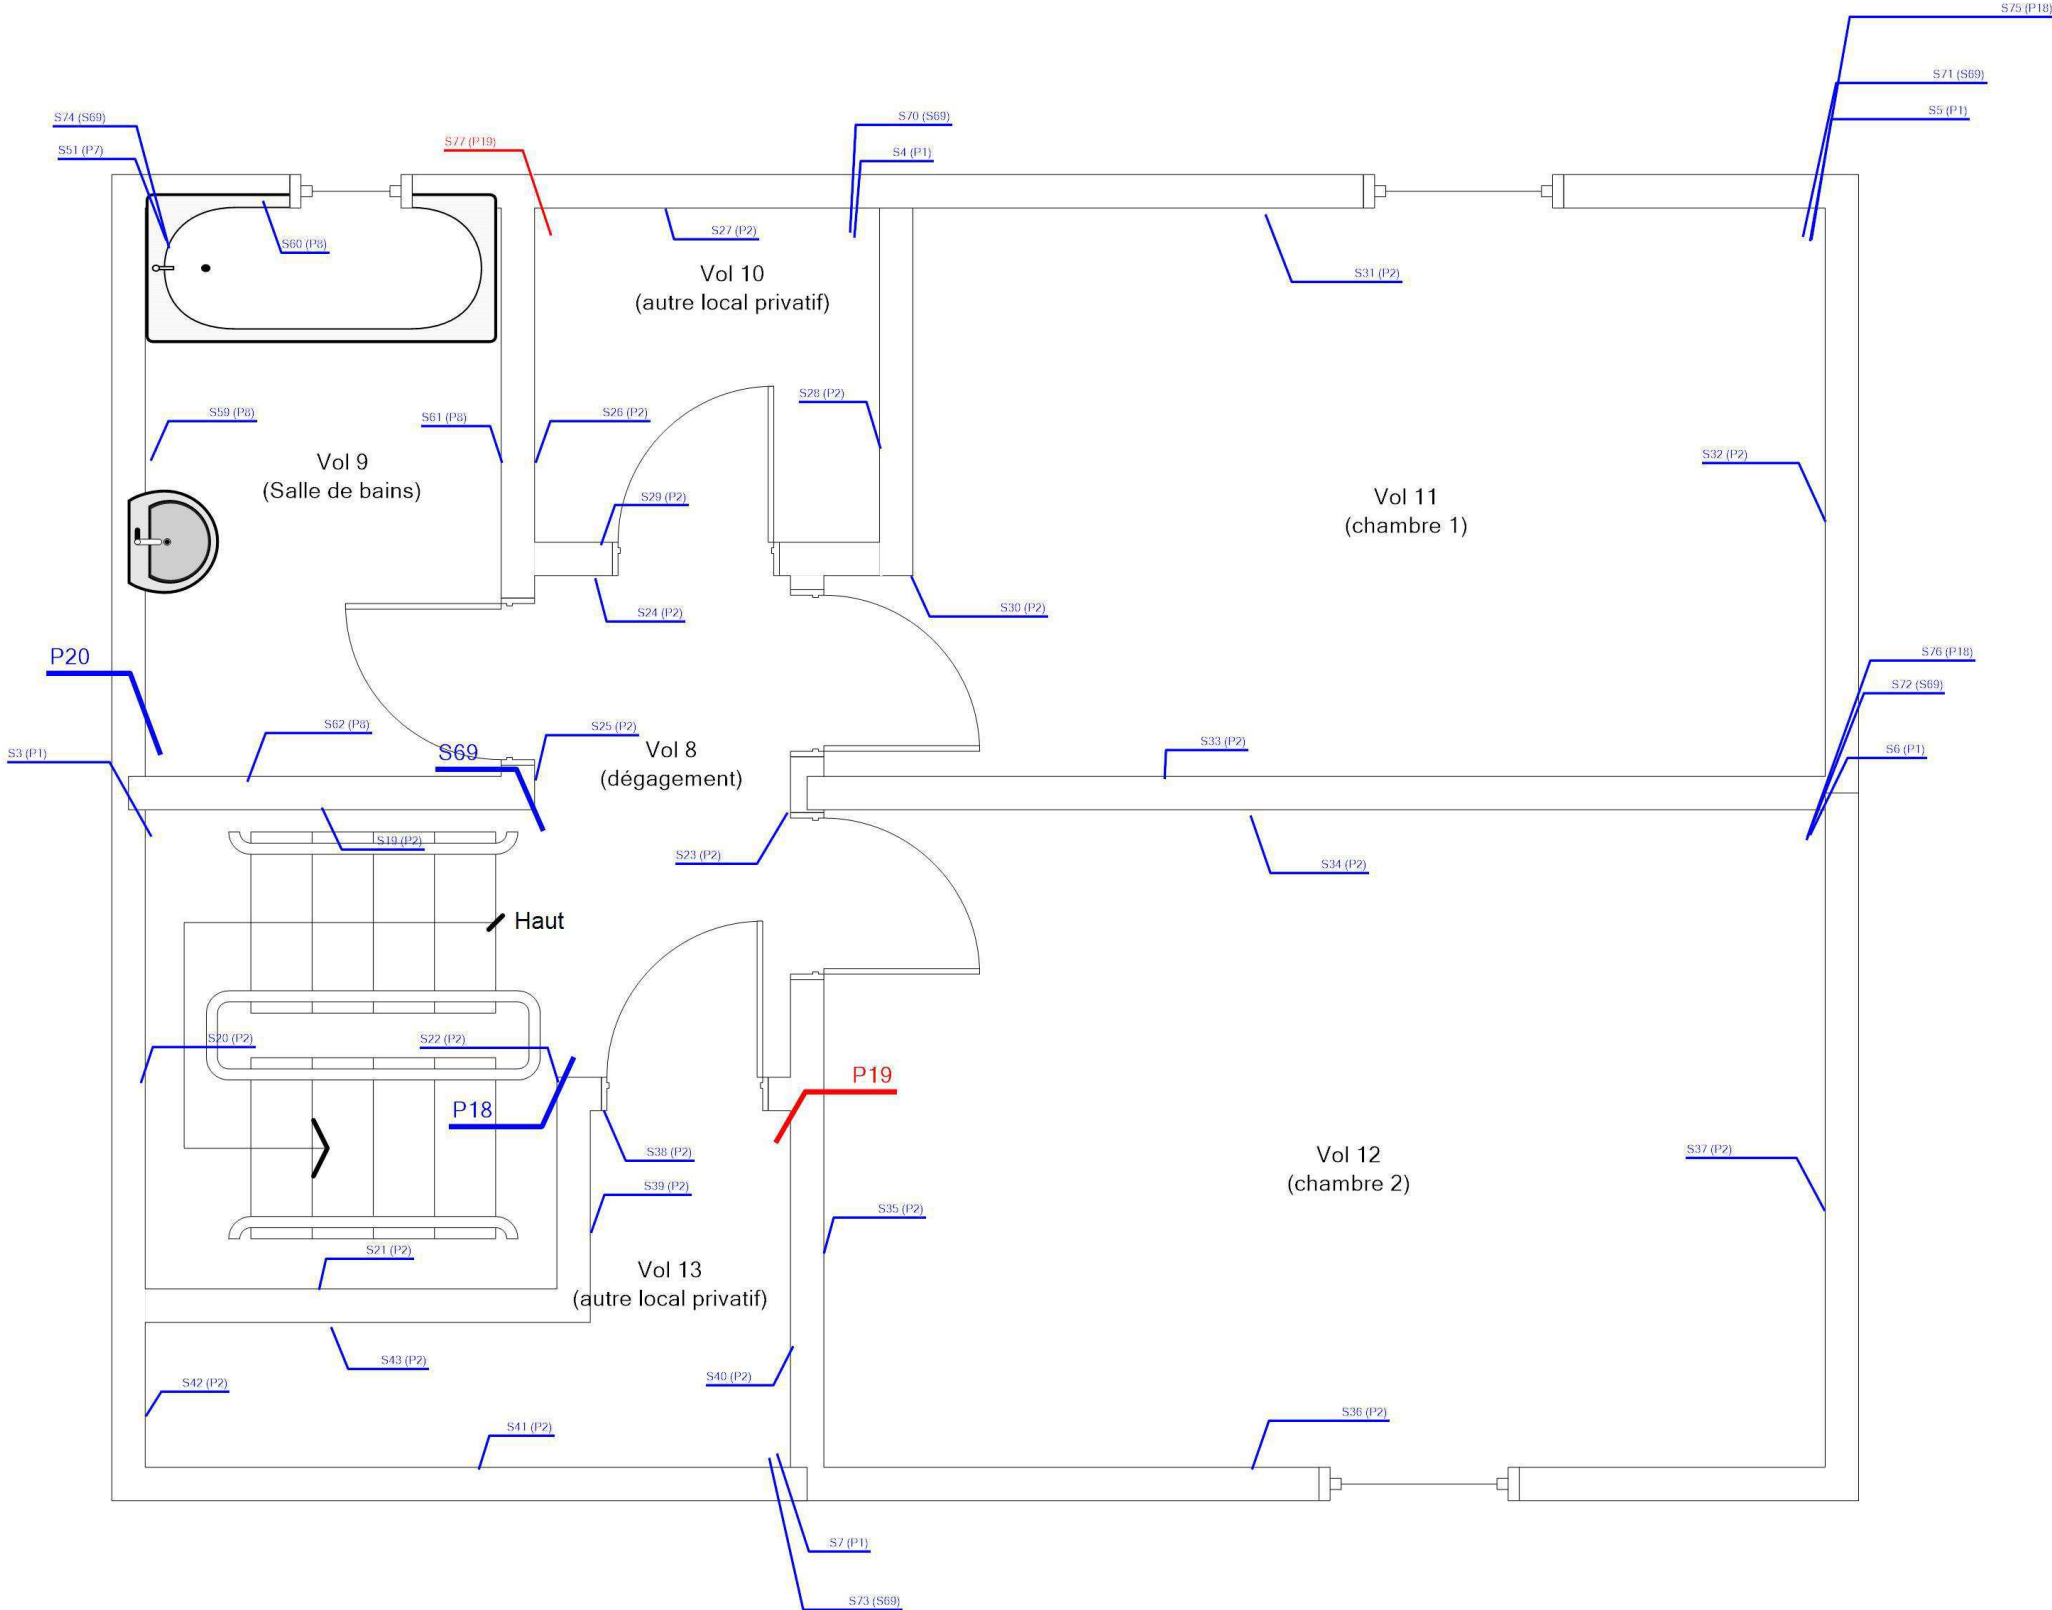 S75 (P18)
S71 (S69)
S5 (P1)
S74 (S69)
S51 (P7)
S77 (P19)
S70 (S69)
S4 (P1)
S60 (P8)
S27 (P2)
S31 (P2)
Vol 10
(autre local privatif)
S59 (P8)
S61 (P8)
S26 (P2)
S28 (P2)
Vol 9
(Salle de bains)
S29 (P2)
Vol 11
(chambre 1)
S32 (P2)
S24 (P2)
S30 (P2)
P20
S76 (P18)
S72 (S69)
S6 (P1)
S3 (P1)
S62 (P8)
S69
S25 (P2)
Vol 8
(dégagement)
S33 (P2)
S19 (P2)
S23 (P2)
S34 (P2)
Haut
S20 (P2)
S22 (P2)
P18
P19
S38 (P2)
S39 (P2)
Vol 12
(chambre 2)
S37 (P2)
S35 (P2)
S21 (P2)
Vol 13
(autre local privatif)
S43 (P2)
S42 (P2)
S40 (P2)
S41 (P2)
S36 (P2)
S7 (P1)
S73 (S69)